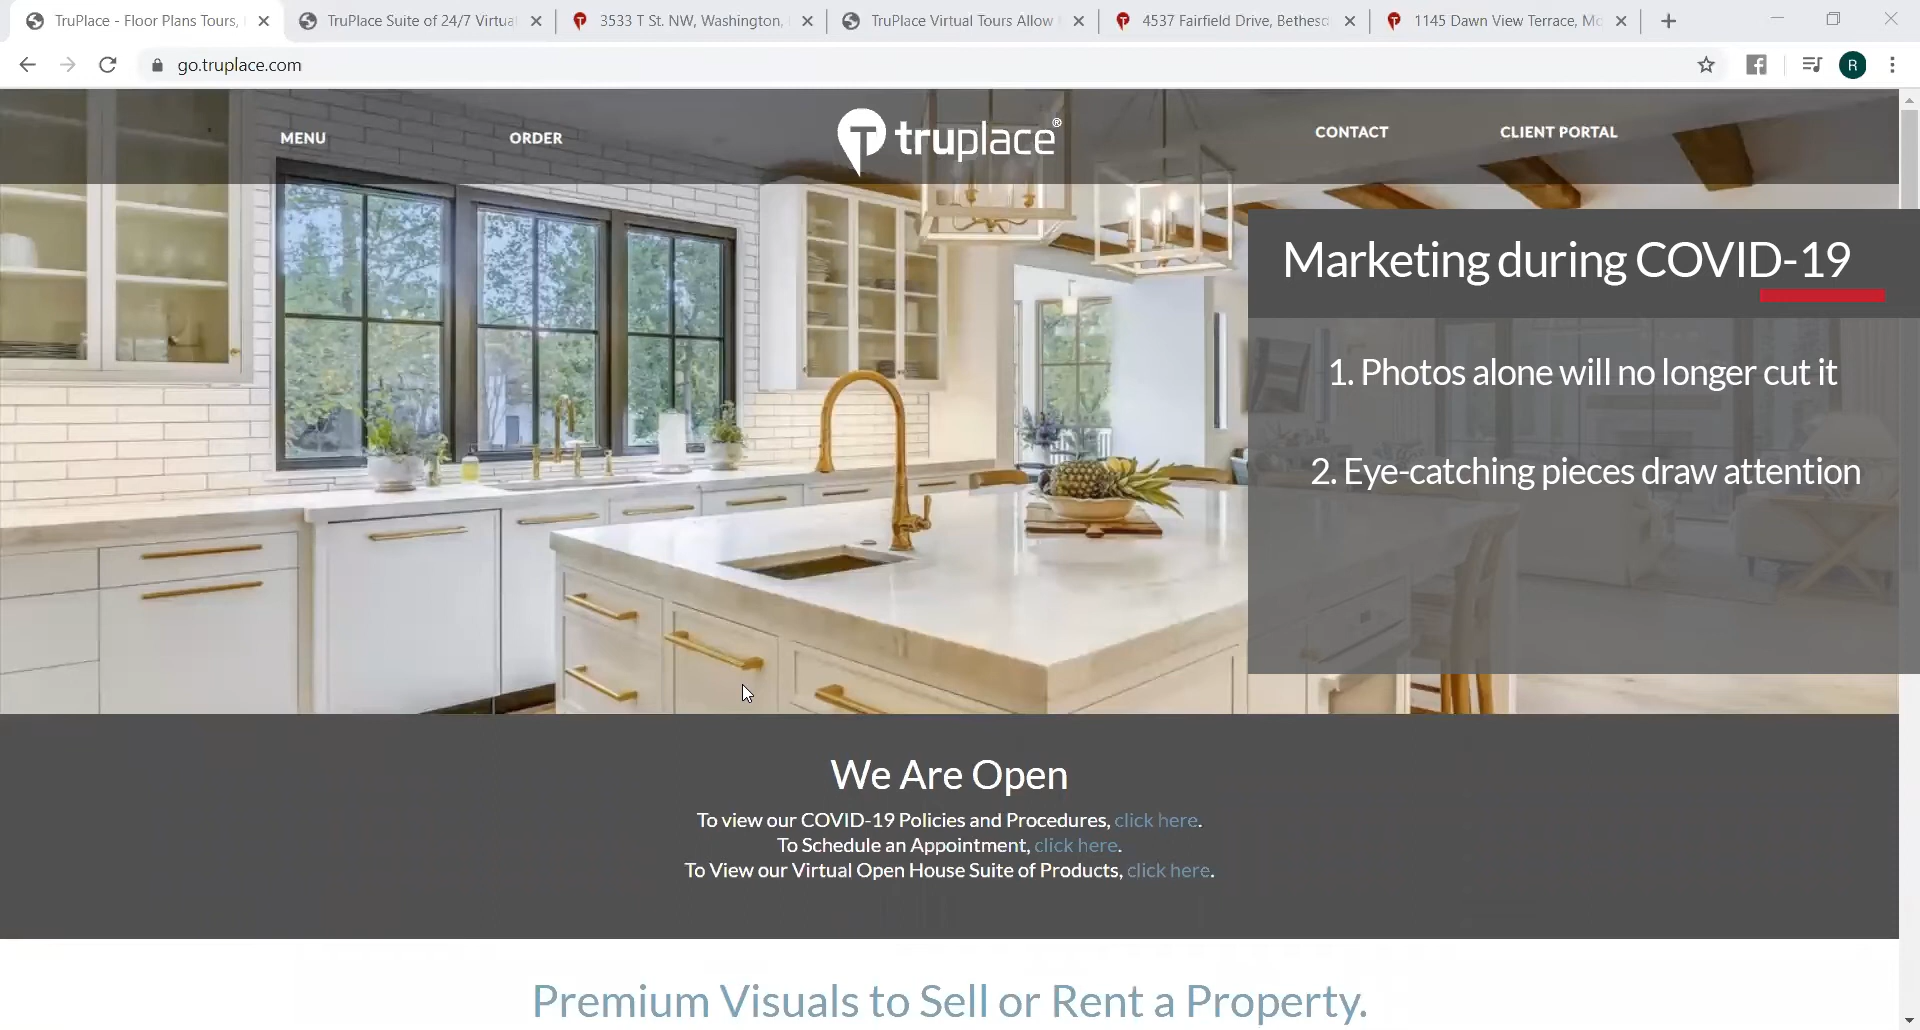 TruPlace - Floor Plans Tours,
TruPlace Suite of 24/7 Virtua
3533 T St. NW, Washington,
TruPlace Virtual Tours Allow
4537 Fairfield Drive, Bethesd
1145 Dawn View Terrace, Mo
go.truplace.com
R
MENU
ORDER
truplace®
CONTACT
CLIENT PORTAL
Marketing during COVID-19
1. Photos alone will no longer cut it
2. Eye-catching pieces draw attention
We Are Open
To view our COVID-19 Policies and Procedures, click here.
To Schedule an Appointment, click here.
To View our Virtual Open House Suite of Products, click here.
Premium Visuals to Sell or Rent a Property.